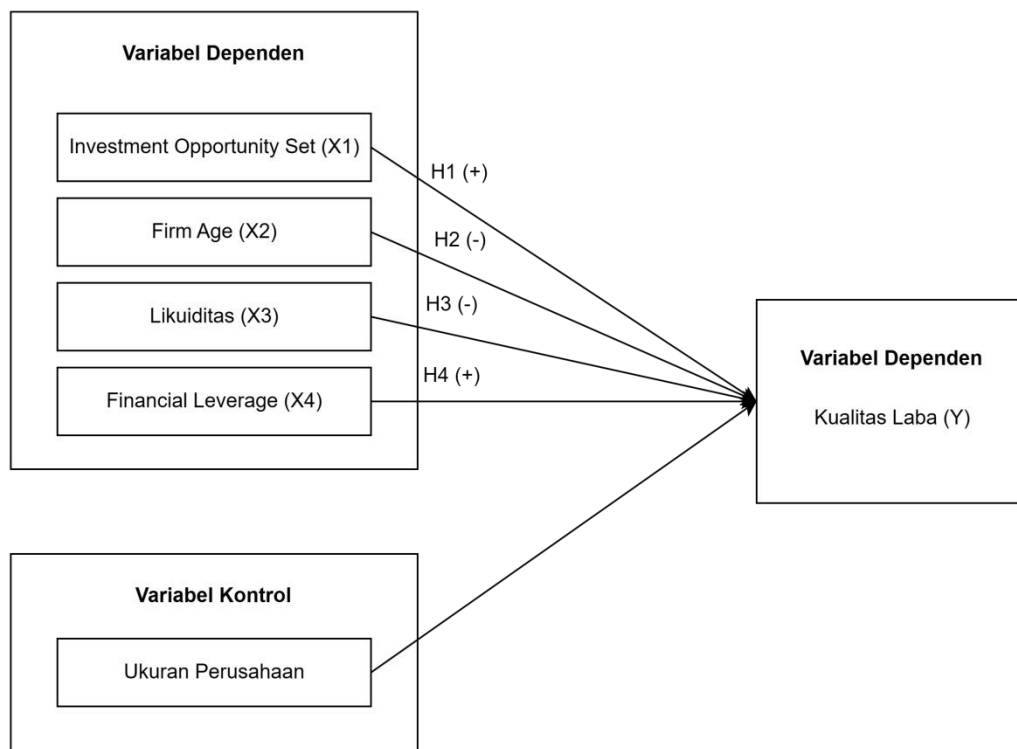 Variabel Dependen
Investment Opportunity Set (X1)
Firm Age (X2)
Likuiditas (X3)
Financial Leverage (X4)
H1 (+)
H2 (-)
H3 (-)
H4 (+)
Variabel Dependen
Kualitas Laba (Y)
Variabel Kontrol
Ukuran Perusahaan